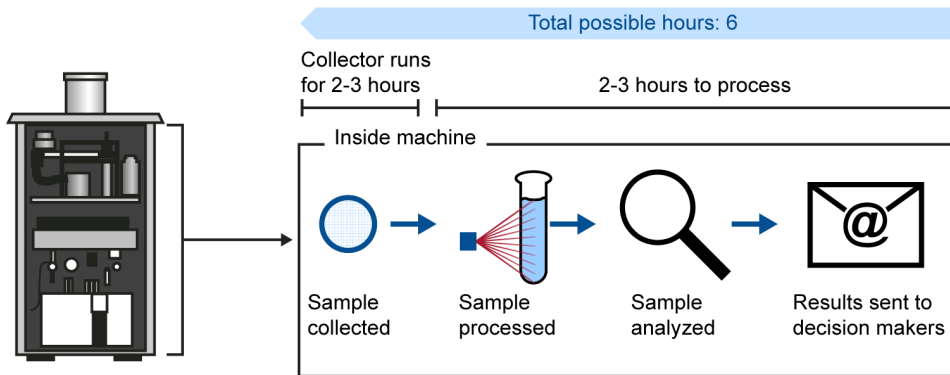 Total possible hours: 6
Collector runs
for 2-3 hours
2-3 hours to process
Inside machine
@
Sample
collected
Sample
processed
Sample
analyzed
Results sent to
decision makers